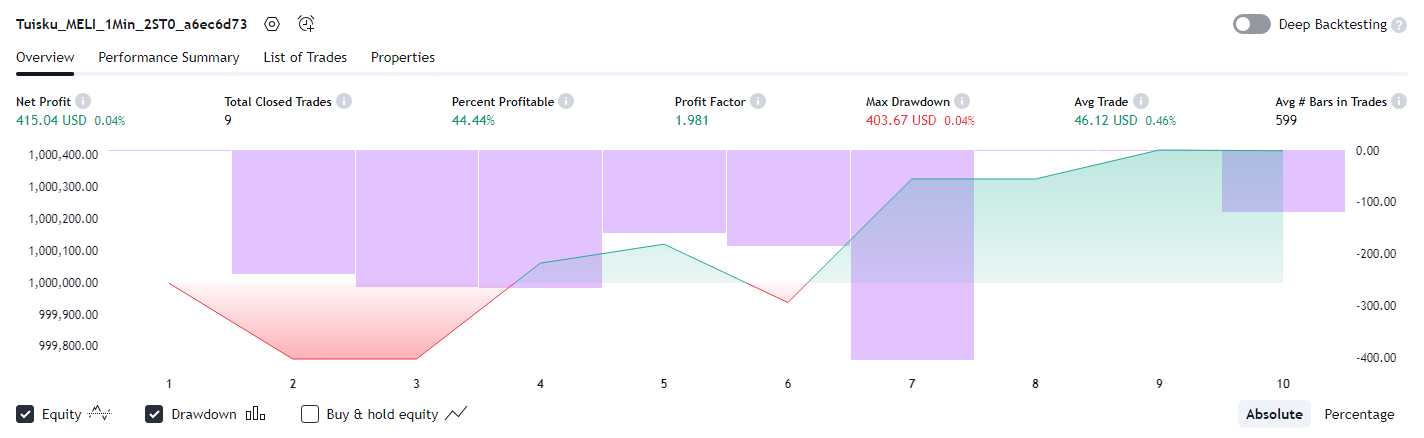 Tuisku_MELI_1Min_2ST0_a6ec6d73
Deep Backtesting ?
Overview Performance Summary List of Trades Properties
Net Profit i Total Closed Trades i Percent Profitable i Profit Factor i Max Drawdown i Avg Trade i Avg # Bars in Trades i
415.04 USD 0.04% 9 44.44% 1.981 403.67 USD 0.04% 46.12 USD 0.46% 599
1,000,400.00 0.00
1,000,300.00 -100.00
1,000,200.00
1,000,100.00 -200.00
1,000,000.00
999,900.00 -300.00
999,800.00 -400.00
1 2 3 4 5 6 7 8 9 10
Equity Drawdown Buy & hold equity Absolute Percentage